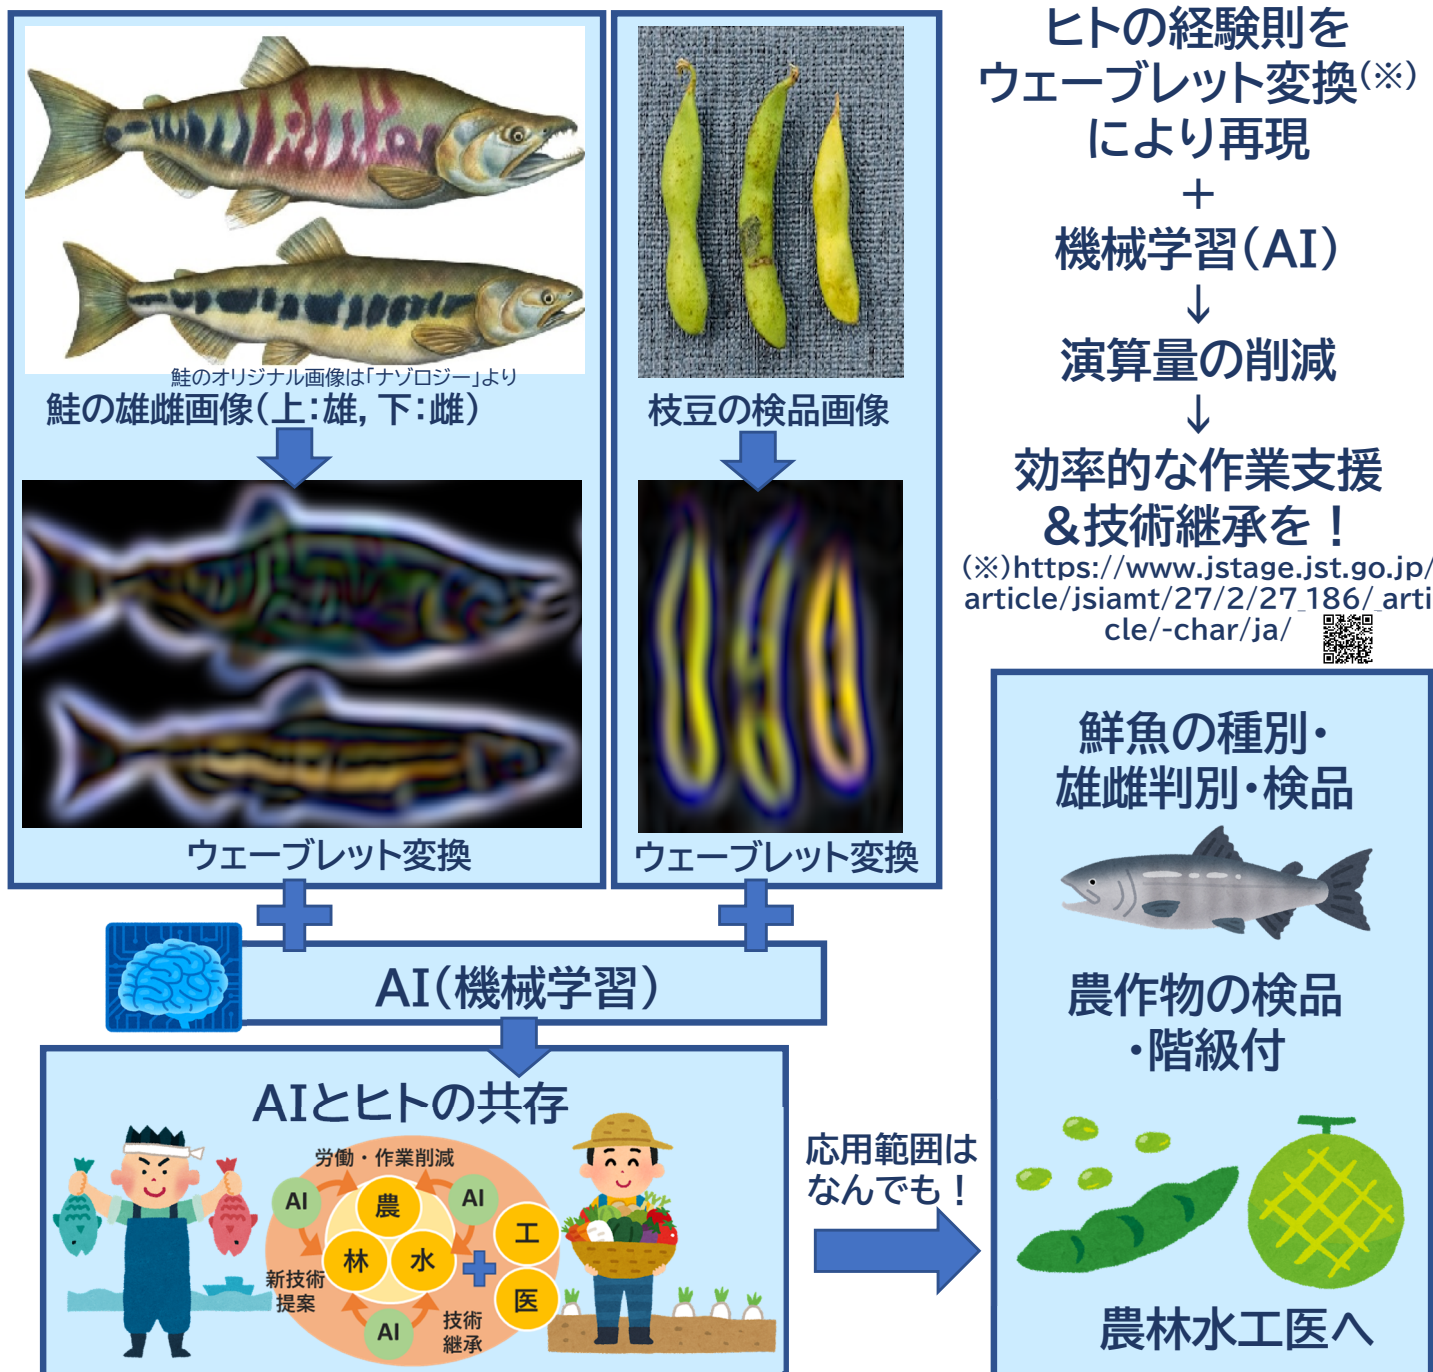 鮭のオリジナル画像は「ナゾロジー」より
鮭の雄雌画像(上：雄, 下：雌)
ウェーブレット変換
枝豆の検品画像
ウェーブレット変換
ヒトの経験則を
ウェーブレット変換(※)
により再現
＋
機械学習(AI)
↓
演算量の削減
↓
効率的な作業支援
&技術継承を！
(※)https://www.jstage.jst.go.jp/
article/jsiamt/27/2/27_186/_arti
cle/-char/ja/
AI(機械学習)
AIとヒトの共存
労働・作業削減
AI
農
AI
林
水
工
医
新技術
提案
AI
技術
継承
応用範囲は
なんでも！
鮮魚の種別・
雄雌判別・検品
農作物の検品
・階級付
農林水工医へ